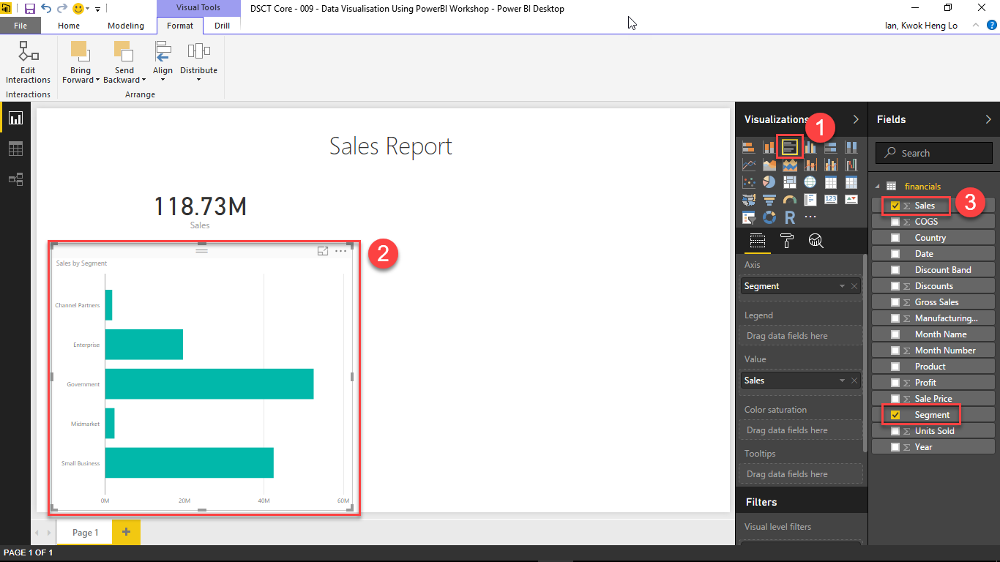 Visual Tools
DSCT Core - 009 - Data Visualisation Using PowerBI Workshop - Power BI Desktop
File
Home
Modeling
Format
Drill
Ian, Kwok Heng Lo
Edit
Interactions
Bring
Forward
Send
Backward
Align
Distribute
Interactions
Arrange
Sales Report
118.73M
Sales
2
Sales by Segment
Channel Partners
Enterprise
Government
Midmarket
Small Business
0M
20M
40M
60M
Visualizations
1
R
123
Axis
Segment
Legend
Drag data fields here
Value
Sales
Color saturation
Drag data fields here
Tooltips
Drag data fields here
Filters
Visual level filters
Fields
Search
financials
3
Σ Sales
Σ COGS
Country
Date
Discount Band
Σ Discounts
Σ Gross Sales
Σ Manufacturing...
Month Name
Σ Month Number
Product
Σ Profit
Σ Sale Price
Segment
Σ Units Sold
Σ Year
Page 1
PAGE 1 OF 1